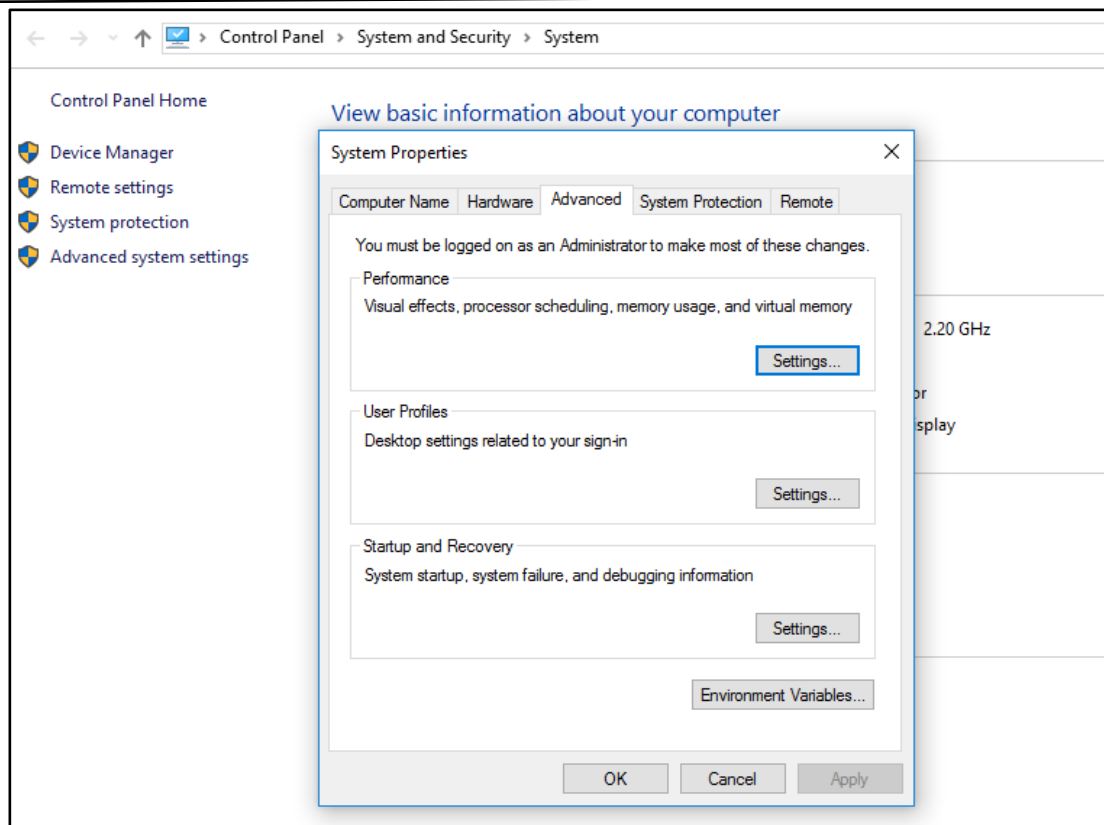 Control Panel > System and Security > System
Control Panel Home
Device Manager
Remote settings
System protection
Advanced system settings
View basic information about your computer
System Properties
Computer Name Hardware Advanced System Protection Remote
You must be logged on as an Administrator to make most of these changes.
Performance
Visual effects, processor scheduling, memory usage, and virtual memory
Settings...
User Profiles
Desktop settings related to your sign-in
Settings...
Startup and Recovery
System startup, system failure, and debugging information
Settings...
Environment Variables...
OK Cancel Apply
2.20 GHz